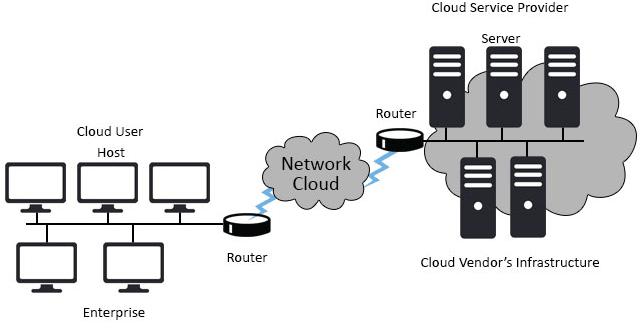 Cloud Service Provider
Server
Router
Cloud User
Host
Network
Cloud
Router
Cloud Vendor's Infrastructure
Enterprise